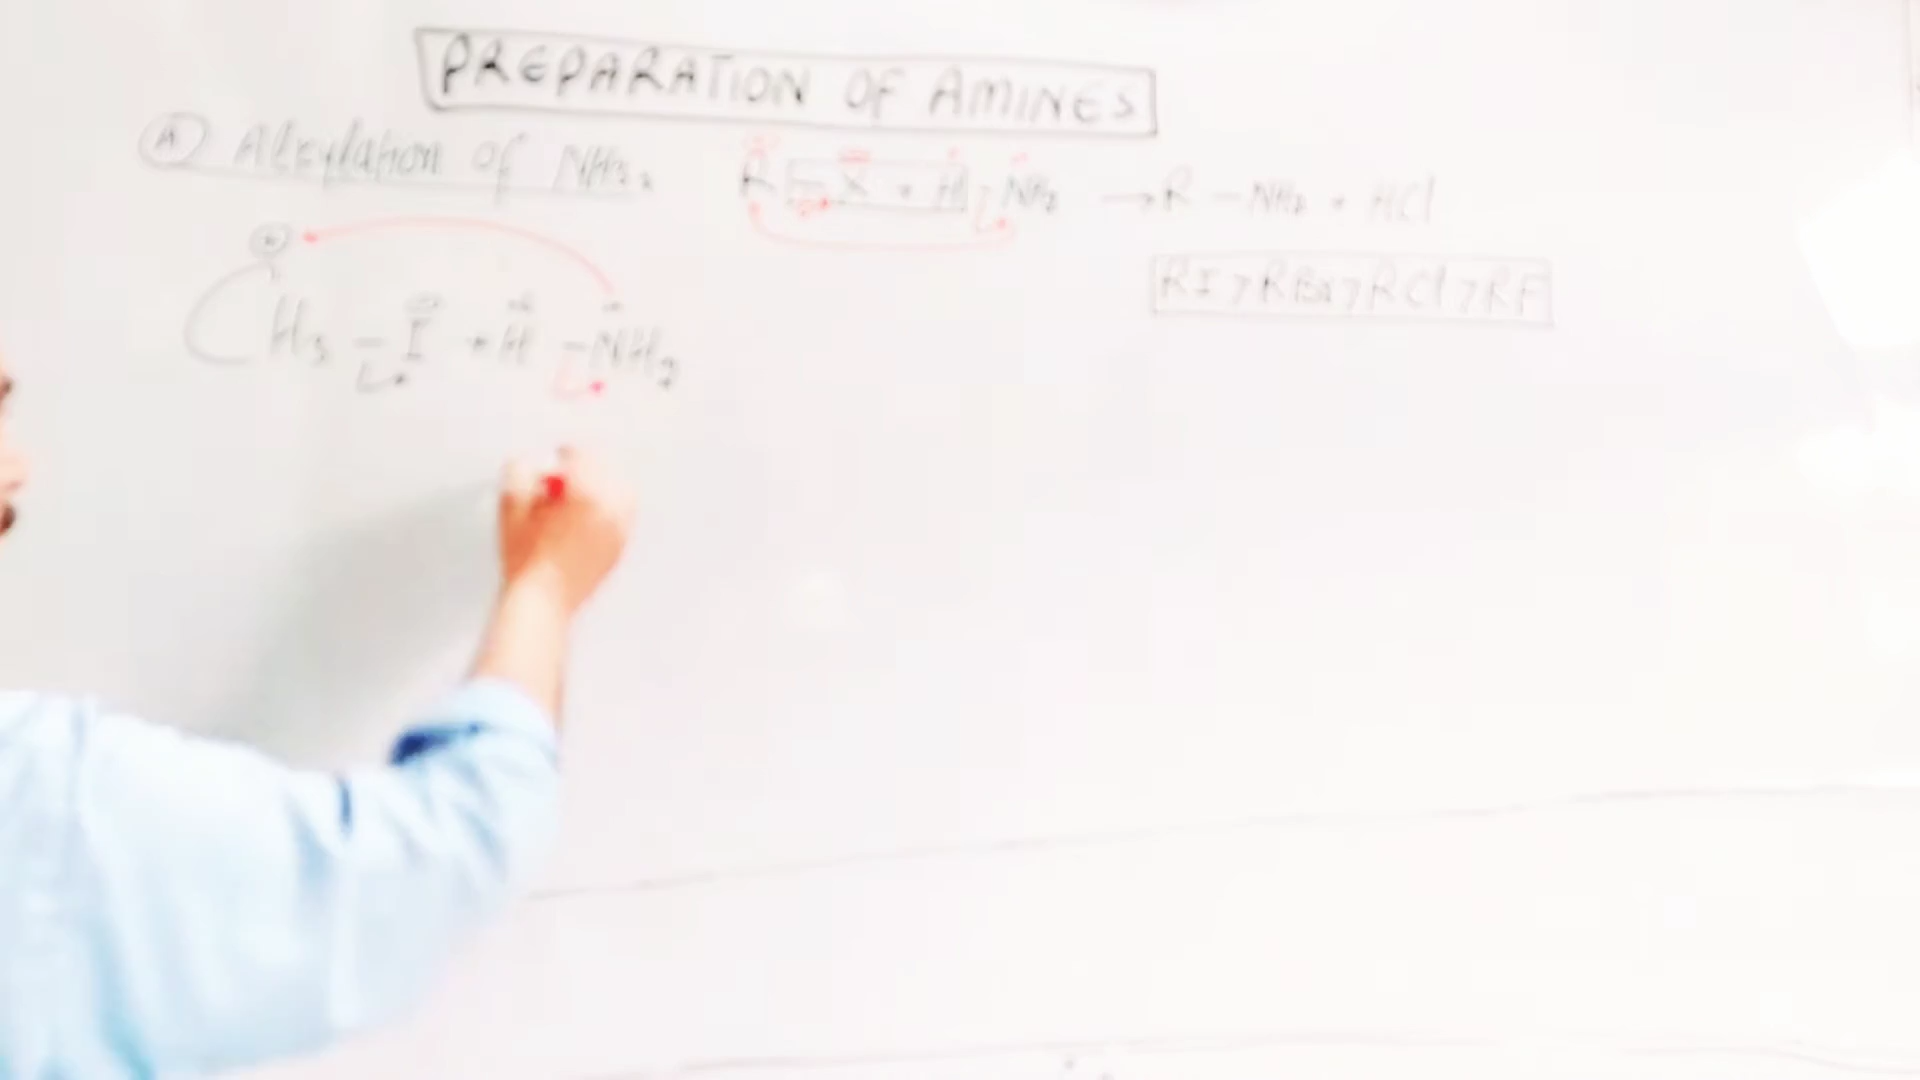 PREPARATION OF AMINES
(A) Alkylation of NH3.
R - X + H - NH2 → R - NH2 + HCl
RI > RBr > RCl > RF
CH3 - I + H - NH2